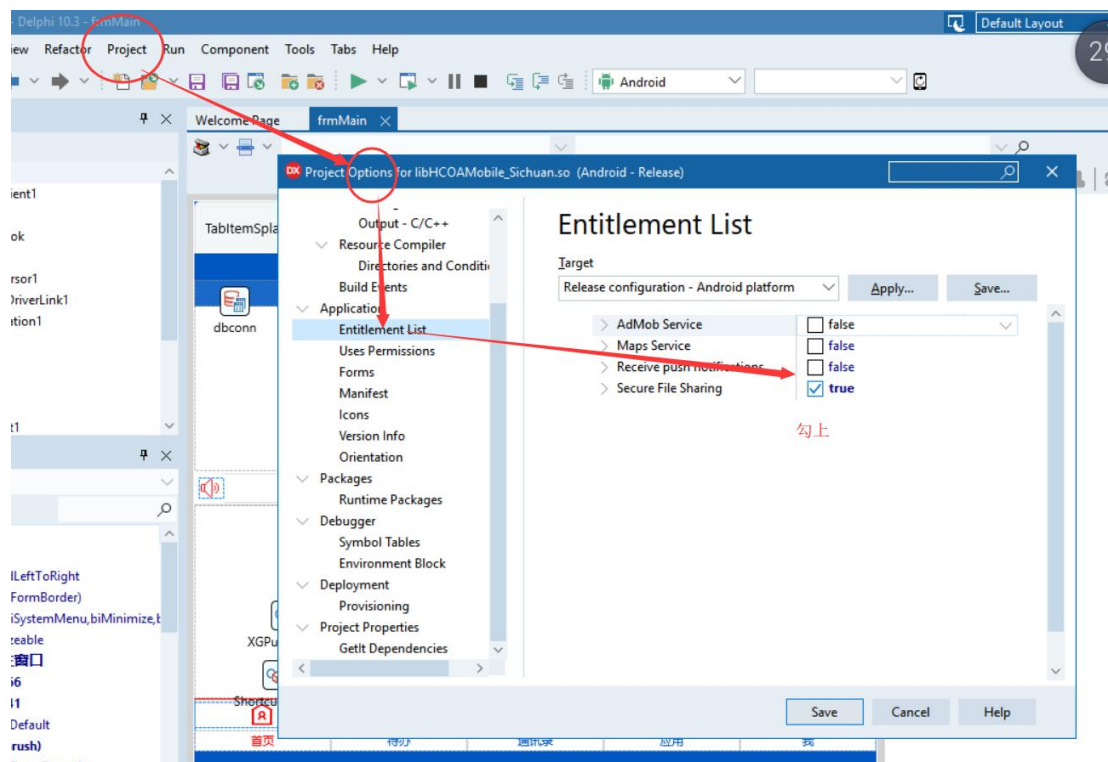 - Delphi 10.3 - frmMain
Default Layout
iew Refactor Project Run Component Tools Tabs Help
29
Android
Welcome Page frmMain
Project Options for libHCOAMobile_Sichuan.so (Android - Release)
ient1
ok
rsor1
DriverLink1
ation1
t1
TabItemSpla
dbconn
Output - C/C++
Resource Compiler
Directories and Conditi
Build Events
Application
Entitlement List
Uses Permissions
Forms
Manifest
Icons
Version Info
Orientation
Packages
Runtime Packages
Debugger
Symbol Tables
Environment Block
Deployment
Provisioning
Project Properties
GetIt Dependencies
Entitlement List
Target
Release configuration - Android platform Apply... Save...
AdMob Service false
Maps Service false
Receive push notifications false
Secure File Sharing true
勾上
Save Cancel Help
dLeftToRight
FormBorder)
iSystemMenu,biMinimize,b
zeable
窗口
66
41
Default
rush)
XGPu
Shortcu
首页 待办 通讯录 应用 我